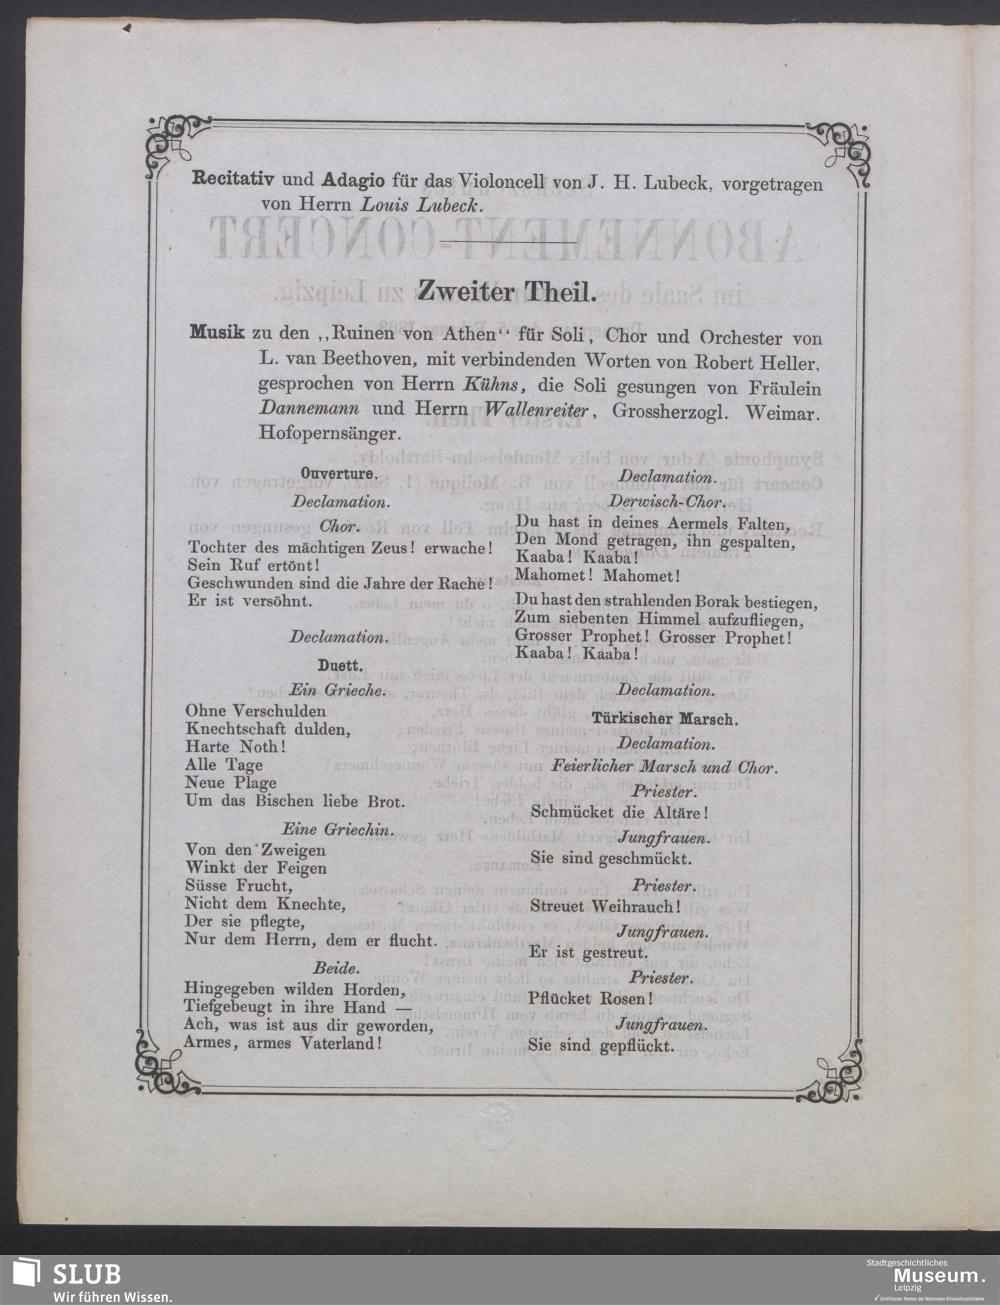 Recitativ und Adagio für das Violoncell von J. H. Lubeck, vorgetragen
von Herrn Louis Lubeck.
Zweiter Theil.
Musik zu den ,,Ruinen von Athen“ für Soli, Chor und Orchester von
L. van Beethoven, mit verbindenden Worten von Robert Heller,
gesprochen von Herrn Kühns, die Soli gesungen von Fräulein
Dannemann und Herrn Wallenreiter, Grossherzogl. Weimar.
Hofopernsänger.
Ouverture.
Declamation.
Chor.
Tochter des mächtigen Zeus! erwache!
Sein Ruf ertönt!
Geschwunden sind die Jahre der Rache!
Er ist versöhnt.
Declamation.
Duett.
Ein Grieche.
Ohne Verschulden
Knechtschaft dulden,
Harte Noth!
Alle Tage
Neue Plage
Um das Bischen liebe Brot.
Eine Griechin.
Von den Zweigen
Winkt der Feigen
Süsse Frucht,
Nicht dem Knechte,
Der sie pflegte,
Nur dem Herrn, dem er flucht.
Beide.
Hingegeben wilden Horden,
Tiefgebeugt in ihre Hand —
Ach, was ist aus dir geworden,
Armes, armes Vaterland!
Declamation.
Derwisch-Chor.
Du hast in deines Aermels Falten,
Den Mond getragen, ihn gespalten,
Kaaba! Kaaba!
Mahomet! Mahomet!
Du hast den strahlenden Borak bestiegen,
Zum siebenten Himmel aufzufliegen,
Grosser Prophet! Grosser Prophet!
Kaaba! Kaaba!
Declamation.
Türkischer Marsch.
Declamation.
Feierlicher Marsch und Chor.
Priester.
Schmücket die Altäre!
Jungfrauen.
Sie sind geschmückt.
Priester.
Streuet Weihrauch!
Jungfrauen.
Er ist gestreut.
Priester.
Pflücket Rosen!
Jungfrauen.
Sie sind gepflückt.
SLUB
Wir führen Wissen.
Stadtgeschichtliches
Museum.
Leipzig
Zertifizierter Partner der Nationalen Klimaschutzinitiative